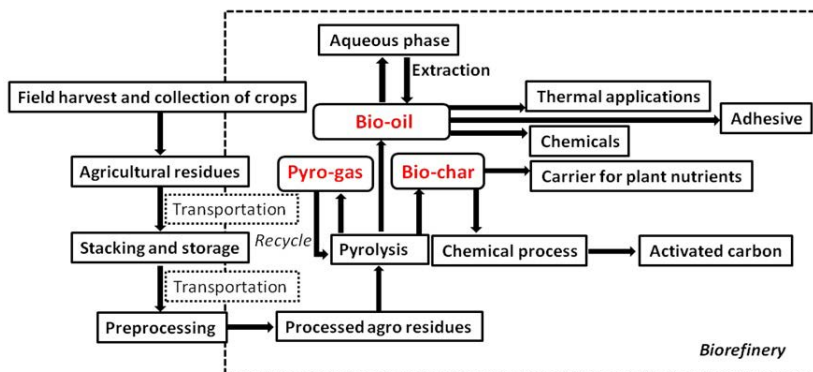 Aqueous phase
Extraction
Field harvest and collection of crops
Thermal applications
Bio-oil
Adhesive
Chemicals
Agricultural residues
Pyro-gas
Bio-char
Carrier for plant nutrients
Transportation
Recycle
Stacking and storage
Pyrolysis
Chemical process
Activated carbon
Transportation
Preprocessing
Processed agro residues
Biorefinery